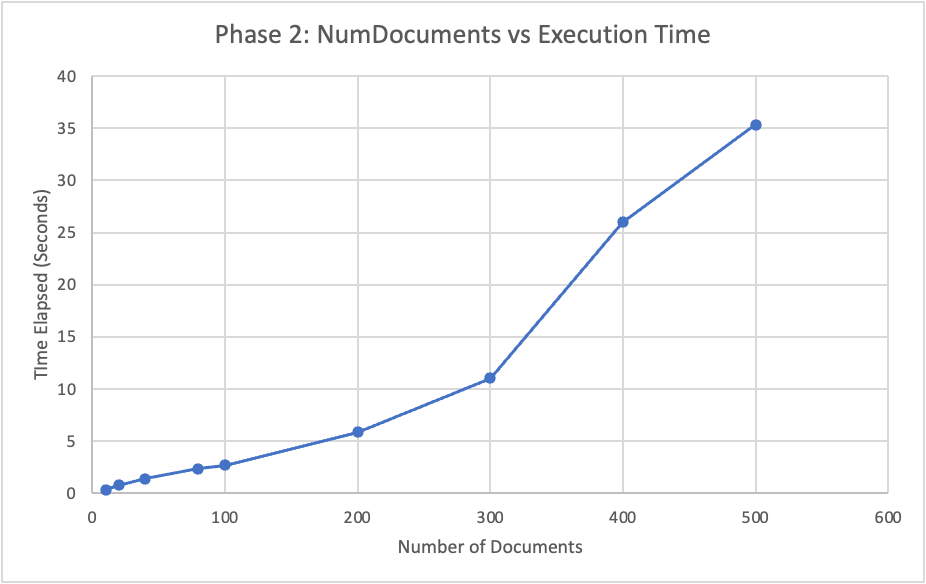 Phase 2: NumDocuments vs Execution Time
40
35
30
25
20
15
10
5
0
TIme Elapsed (Seconds)
0 100 200 300 400 500 600
Number of Documents